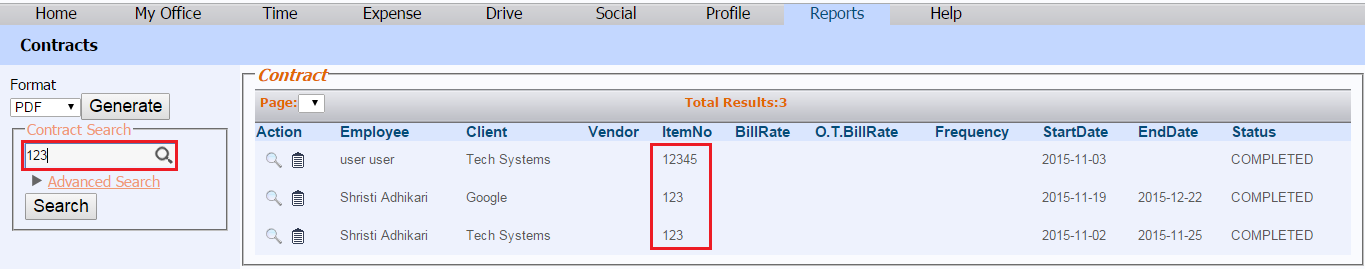 Home My Office Time Expense Drive Social Profile Reports Help
Contracts
Format
PDF Generate
Contract Search
123
Advanced Search
Search
Contract
Page: Total Results:3
Action Employee Client Vendor ItemNo BillRate O.T.BillRate Frequency StartDate EndDate Status
user user Tech Systems 12345 2015-11-03 COMPLETED
Shristi Adhikari Google 123 2015-11-19 2015-12-22 COMPLETED
Shristi Adhikari Tech Systems 123 2015-11-02 2015-11-25 COMPLETED